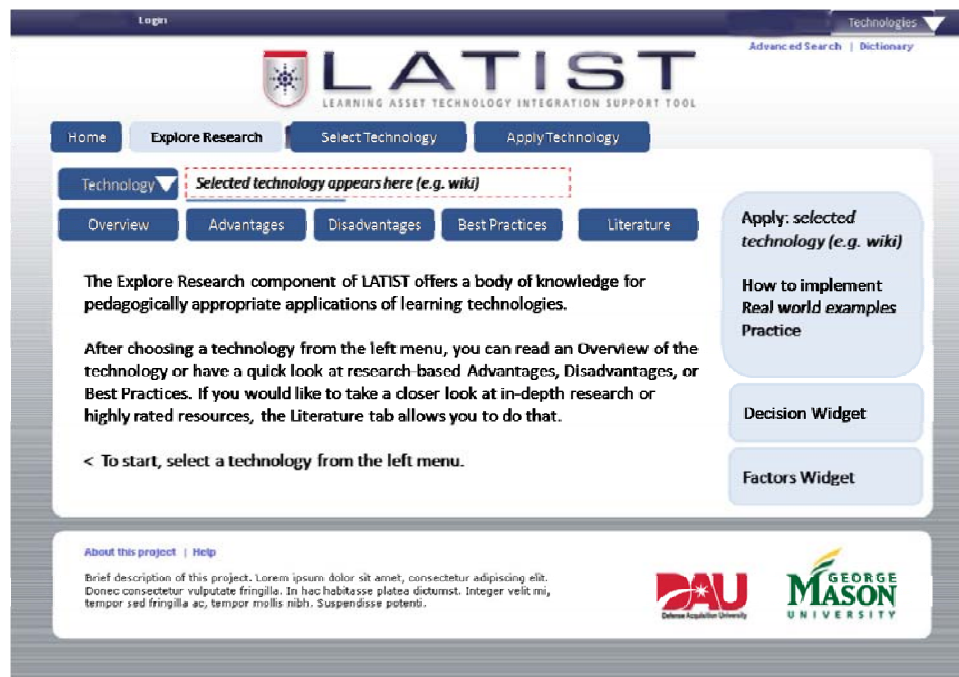 Login
Technologies
Advanced Search | Dictionary
LATIST
LEARNING ASSET TECHNOLOGY INTEGRATION SUPPORT TOOL
Home
Explore Research
Select Technology
Apply Technology
Technology
Selected technology appears here (e.g. wiki)
Overview
Advantages
Disadvantages
Best Practices
Literature
The Explore Research component of LATIST offers a body of knowledge for
pedagogically appropriate applications of learning technologies.
After choosing a technology from the left menu, you can read an Overview of the
technology or have a quick look at research-based Advantages, Disadvantages, or
Best Practices. If you would like to take a closer look at in-depth research or
highly rated resources, the Literature tab allows you to do that.
< To start, select a technology from the left menu.
Apply: selected
technology (e.g. wiki)
How to implement
Real world examples
Practice
Decision Widget
Factors Widget
About this project | Help
Brief description of this project. Lorem ipsum dolor sit amet, consectetur adipiscing elit.
Donec consectetur vulputate fringilla. In hac habitasse platea dictumst. Integer velit mi,
tempor sed fringilla ac, tempor mollis nibh. Suspendisse potenti.
DAU
Defense Acquisition University
GEORGE
MASON
UNIVERSITY